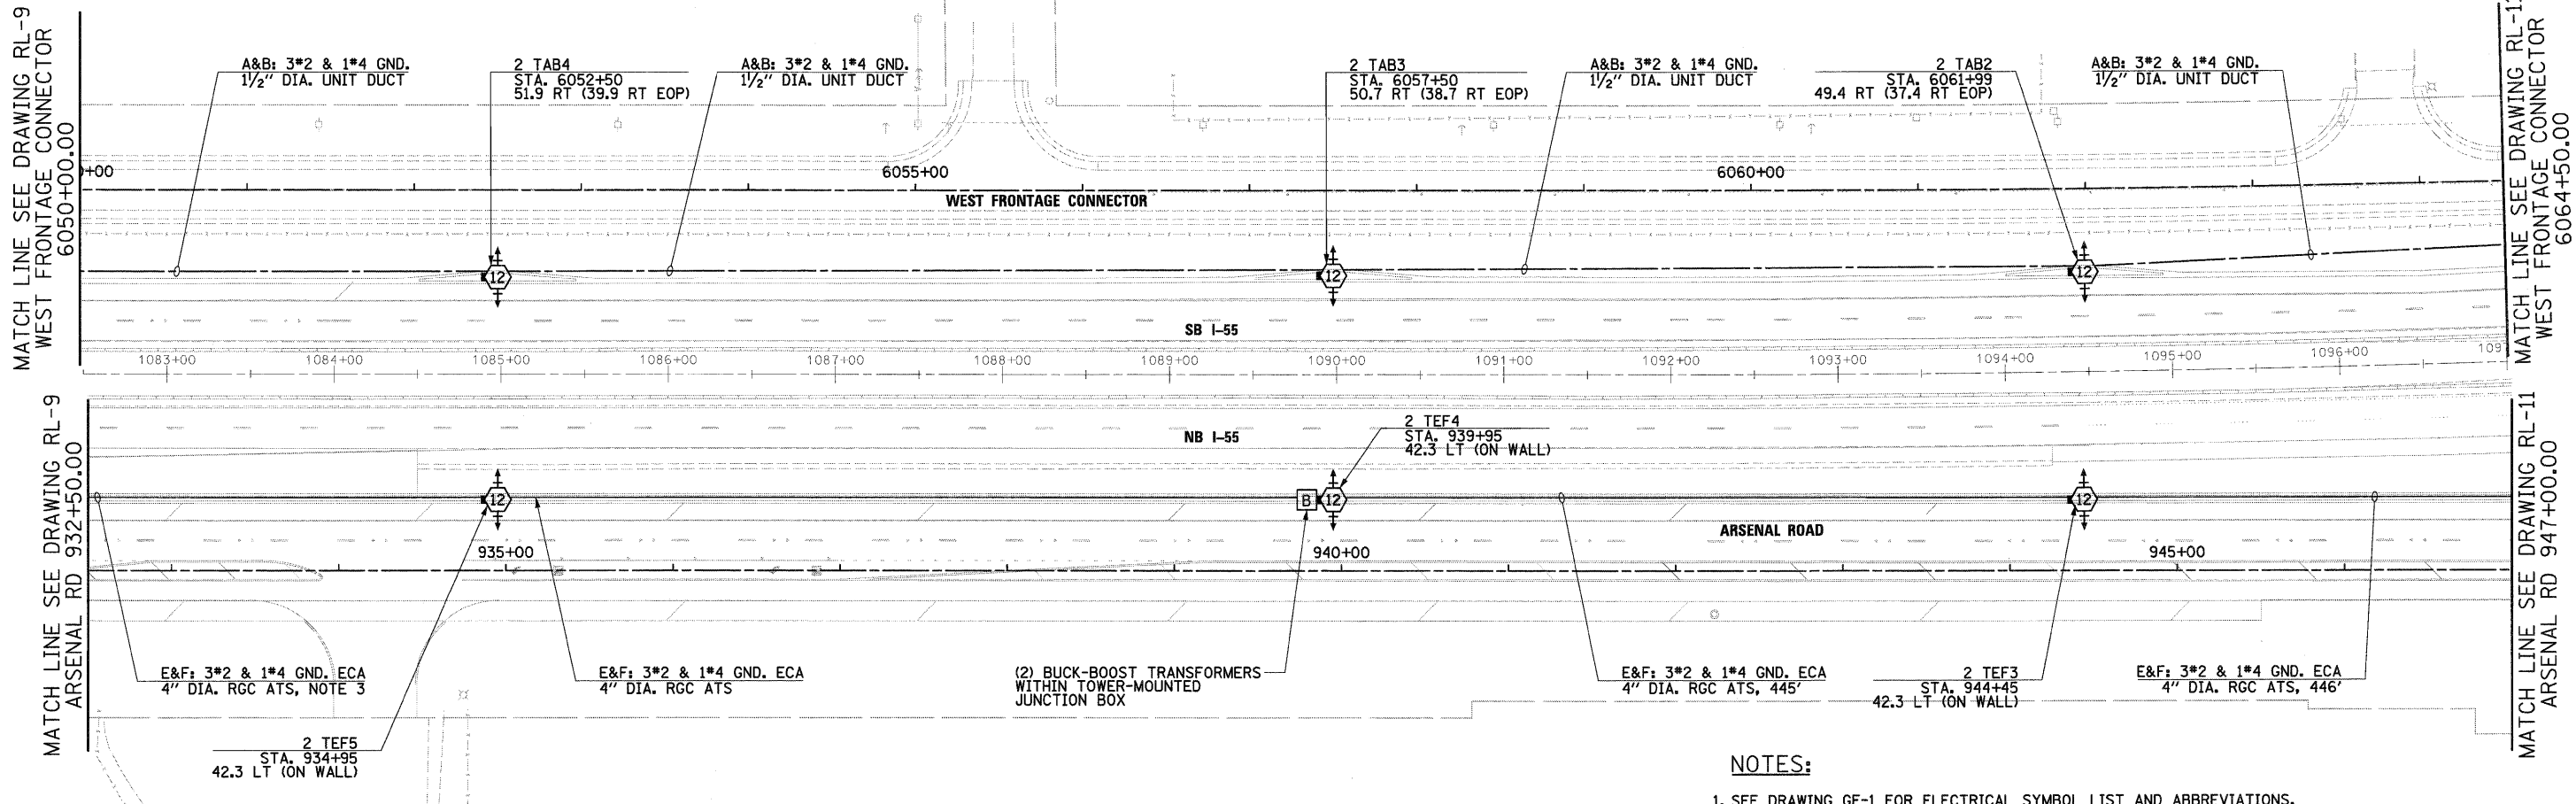 MATCH LINE SEE DRAWING RL-9
WEST FRONTAGE CONNECTOR
6050+00.00
A&B: 3#2 & 1#4 GND.
1½" DIA. UNIT DUCT
2 TAB4
STA. 6052+50
51.9 RT (39.9 RT EOP)
A&B: 3#2 & 1#4 GND.
1½" DIA. UNIT DUCT
2 TAB3
STA. 6057+50
50.7 RT (38.7 RT EOP)
A&B: 3#2 & 1#4 GND.
1½" DIA. UNIT DUCT
2 TAB2
STA. 6061+99
49.4 RT (37.4 RT EOP)
A&B: 3#2 & 1#4 GND.
1½" DIA. UNIT DUCT
MATCH LINE SEE DRAWING
WEST FRONTAGE CONNECTOR
6064+50.00
+00
6055+00
6060+00
WEST FRONTAGE CONNECTOR
12
12
12
SB I-55
1083+00
1084+00
1085+00
1086+00
1087+00
1088+00
1089+00
1090+00
1091+00
1092+00
1093+00
1094+00
1095+00
1096+00
109
MATCH LINE SEE DRAWING RL-9
ARSENAL RD 932+50.00
NB I-55
2 TEF4
STA. 939+95
42.3 LT (ON WALL)
12
B
12
12
ARSENAL ROAD
935+00
940+00
945+00
E&F: 3#2 & 1#4 GND. ECA
4" DIA. RGC ATS, NOTE 3
E&F: 3#2 & 1#4 GND. ECA
4" DIA. RGC ATS
(2) BUCK-BOOST TRANSFORMERS
WITHIN TOWER-MOUNTED
JUNCTION BOX
E&F: 3#2 & 1#4 GND. ECA
4" DIA. RGC ATS, 445'
2 TEF3
STA. 944+45
42.3 LT (ON WALL)
E&F: 3#2 & 1#4 GND. ECA
4" DIA. RGC ATS, 446'
2 TEF5
STA. 934+95
42.3 LT (ON WALL)
MATCH LINE SEE DRAWING RL-11
ARSENAL RD 947+00.00
NOTES:
1. SEE DRAWING GE-1 FOR ELECTRICAL SYMBOL LIST AND ABBREVIATIONS.